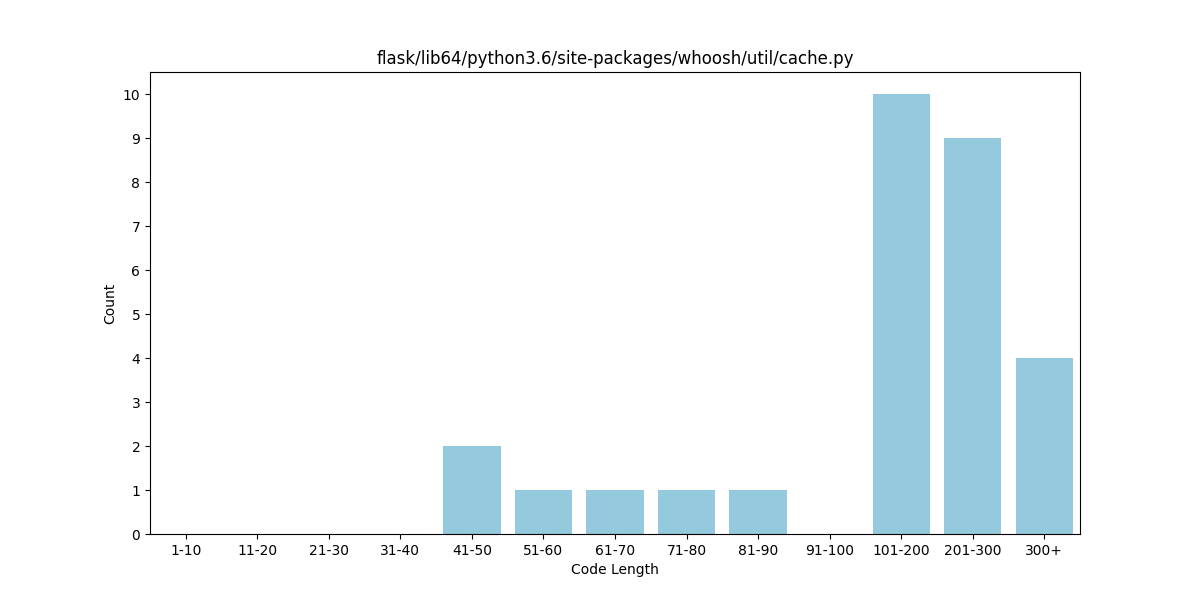 flask/lib64/python3.6/site-packages/whoosh/util/cache.py
10
9
8
7
6
5
4
3
2
1
0
Count
1-10 11-20 21-30 31-40 41-50 51-60 61-70 71-80 81-90 91-100 101-200 201-300 300+
Code Length